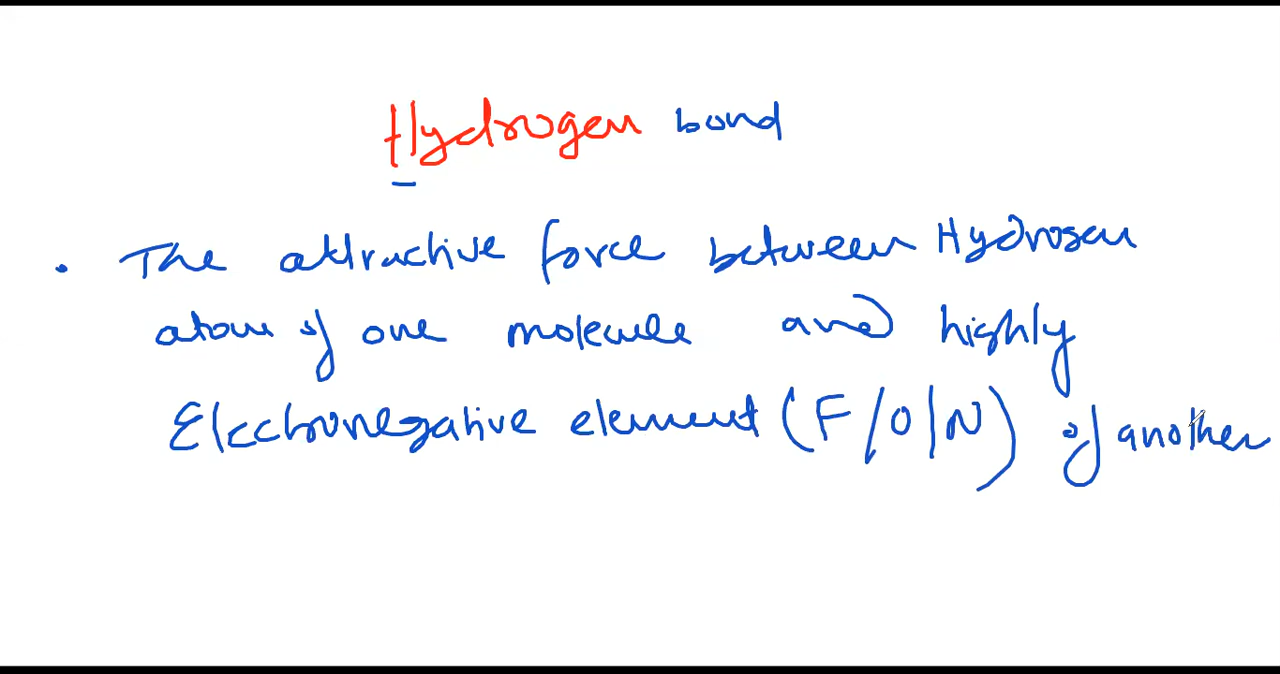 Hydrogen bond
. The attractive force between Hydrogen
atom of one molecule and highly
Electronegative element (F/O/N) of another